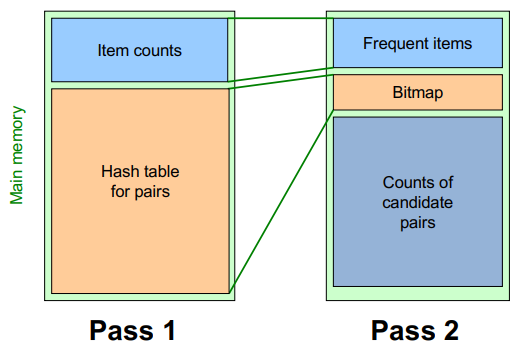 Main memory
Item counts
Hash table
for pairs
Pass 1
Frequent items
Bitmap
Counts of
candidate
pairs
Pass 2